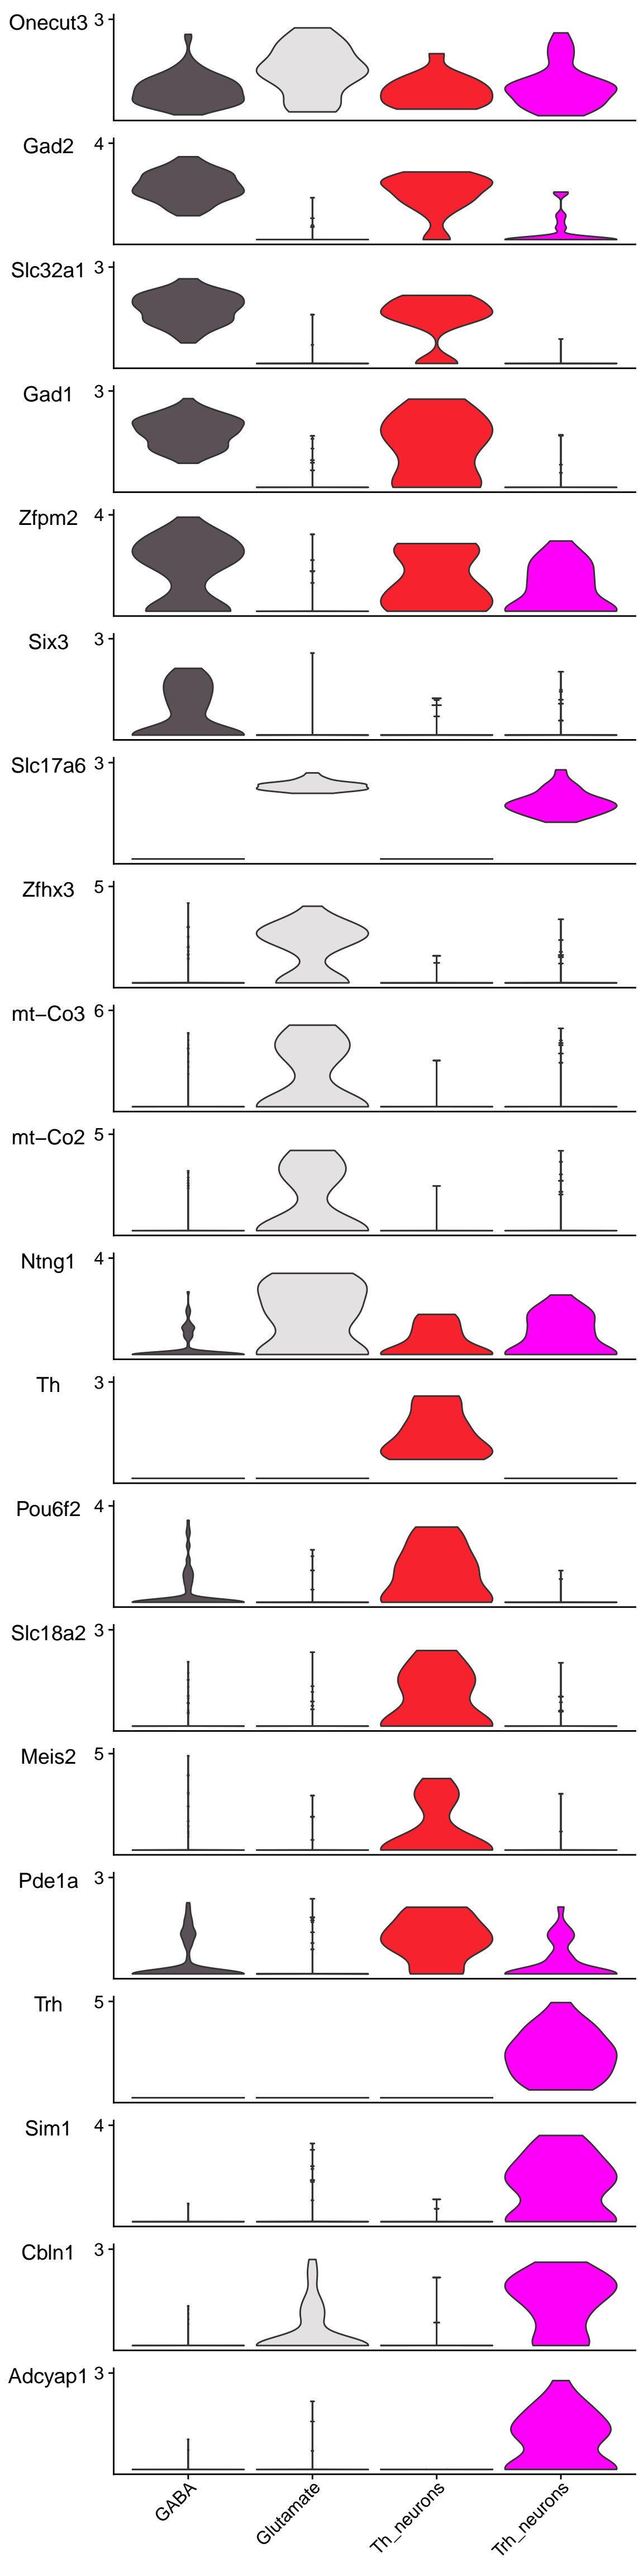 Onecut3 3
Gad2 4
Slc32a1 3
Gad1 3
Zfpm2 4
Six3 3
Slc17a6 3
Zfhx3 5
mt−Co3 6
mt−Co2 5
Ntng1 4
Th 3
Pou6f2 4
Slc18a2 3
Meis2 5
Pde1a 3
Trh 5
Sim1 4
Cbln1 3
Adcyap1 3
GABA
Glutamate
Th_neurons
Trh_neurons